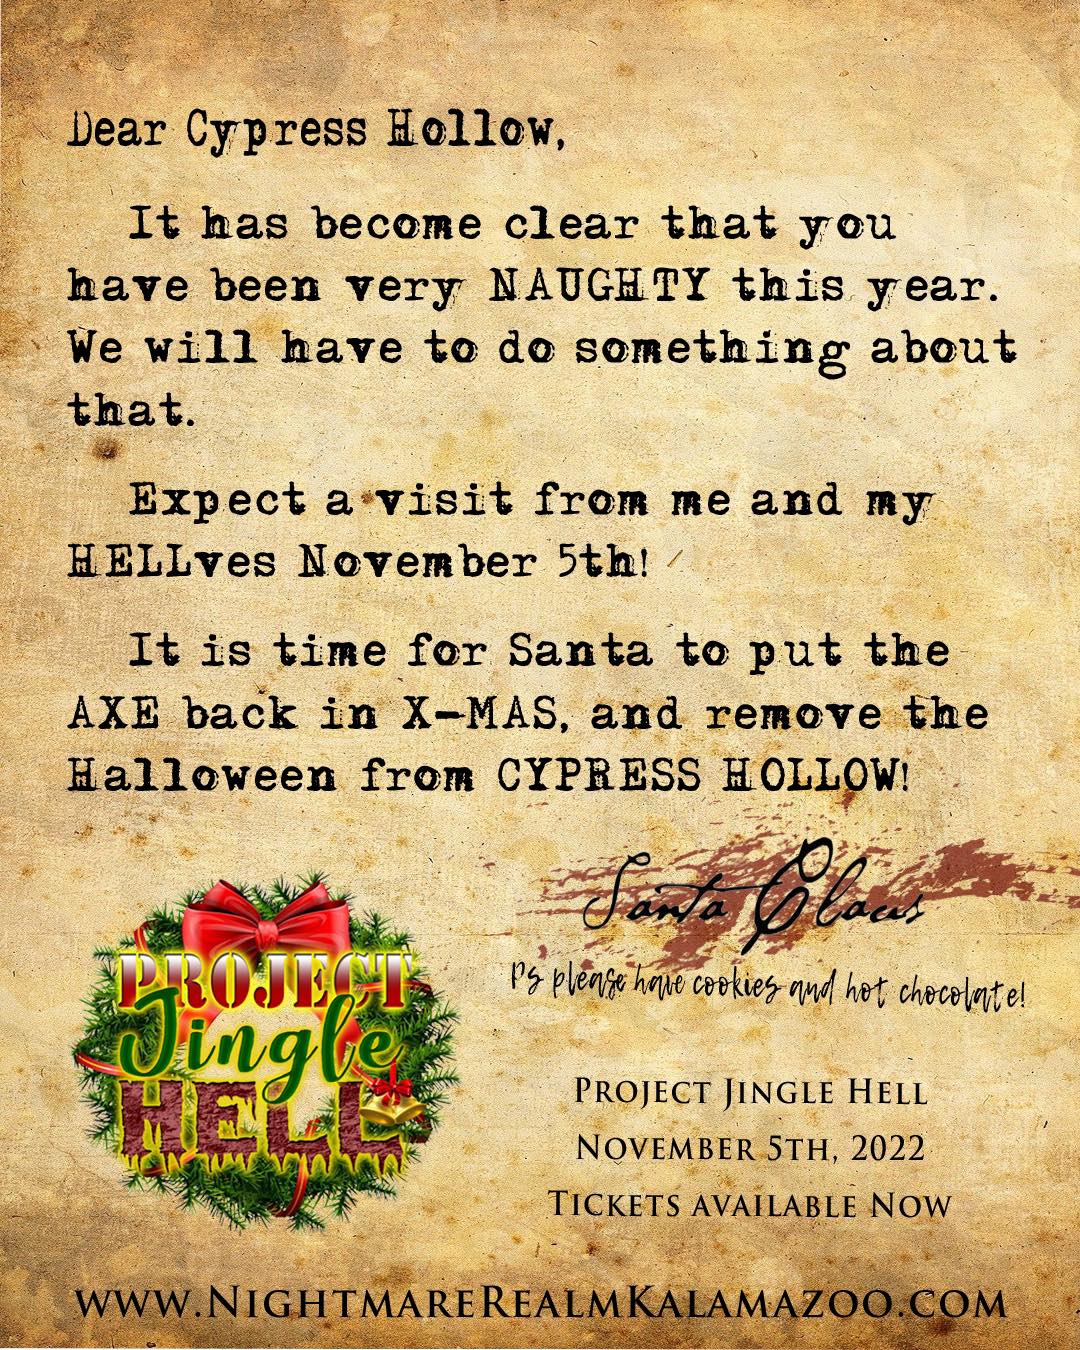 Dear Cypress Hollow,
It has become clear that you
have been very NAUGHTY this year.
We will have to do something about
that.
Expect a visit from me and my
HELLves November 5th!
It is time for Santa to put the
AXE back in X-MAS, and remove the
Halloween from CYPRESS HOLLOW!
Santa Claus
Ps please have cookies and hot chocolate!
PROJECT
Jingle
HELL
Project Jingle Hell
November 5th, 2022
Tickets available Now
www.NightmareRealmKalamazoo.com